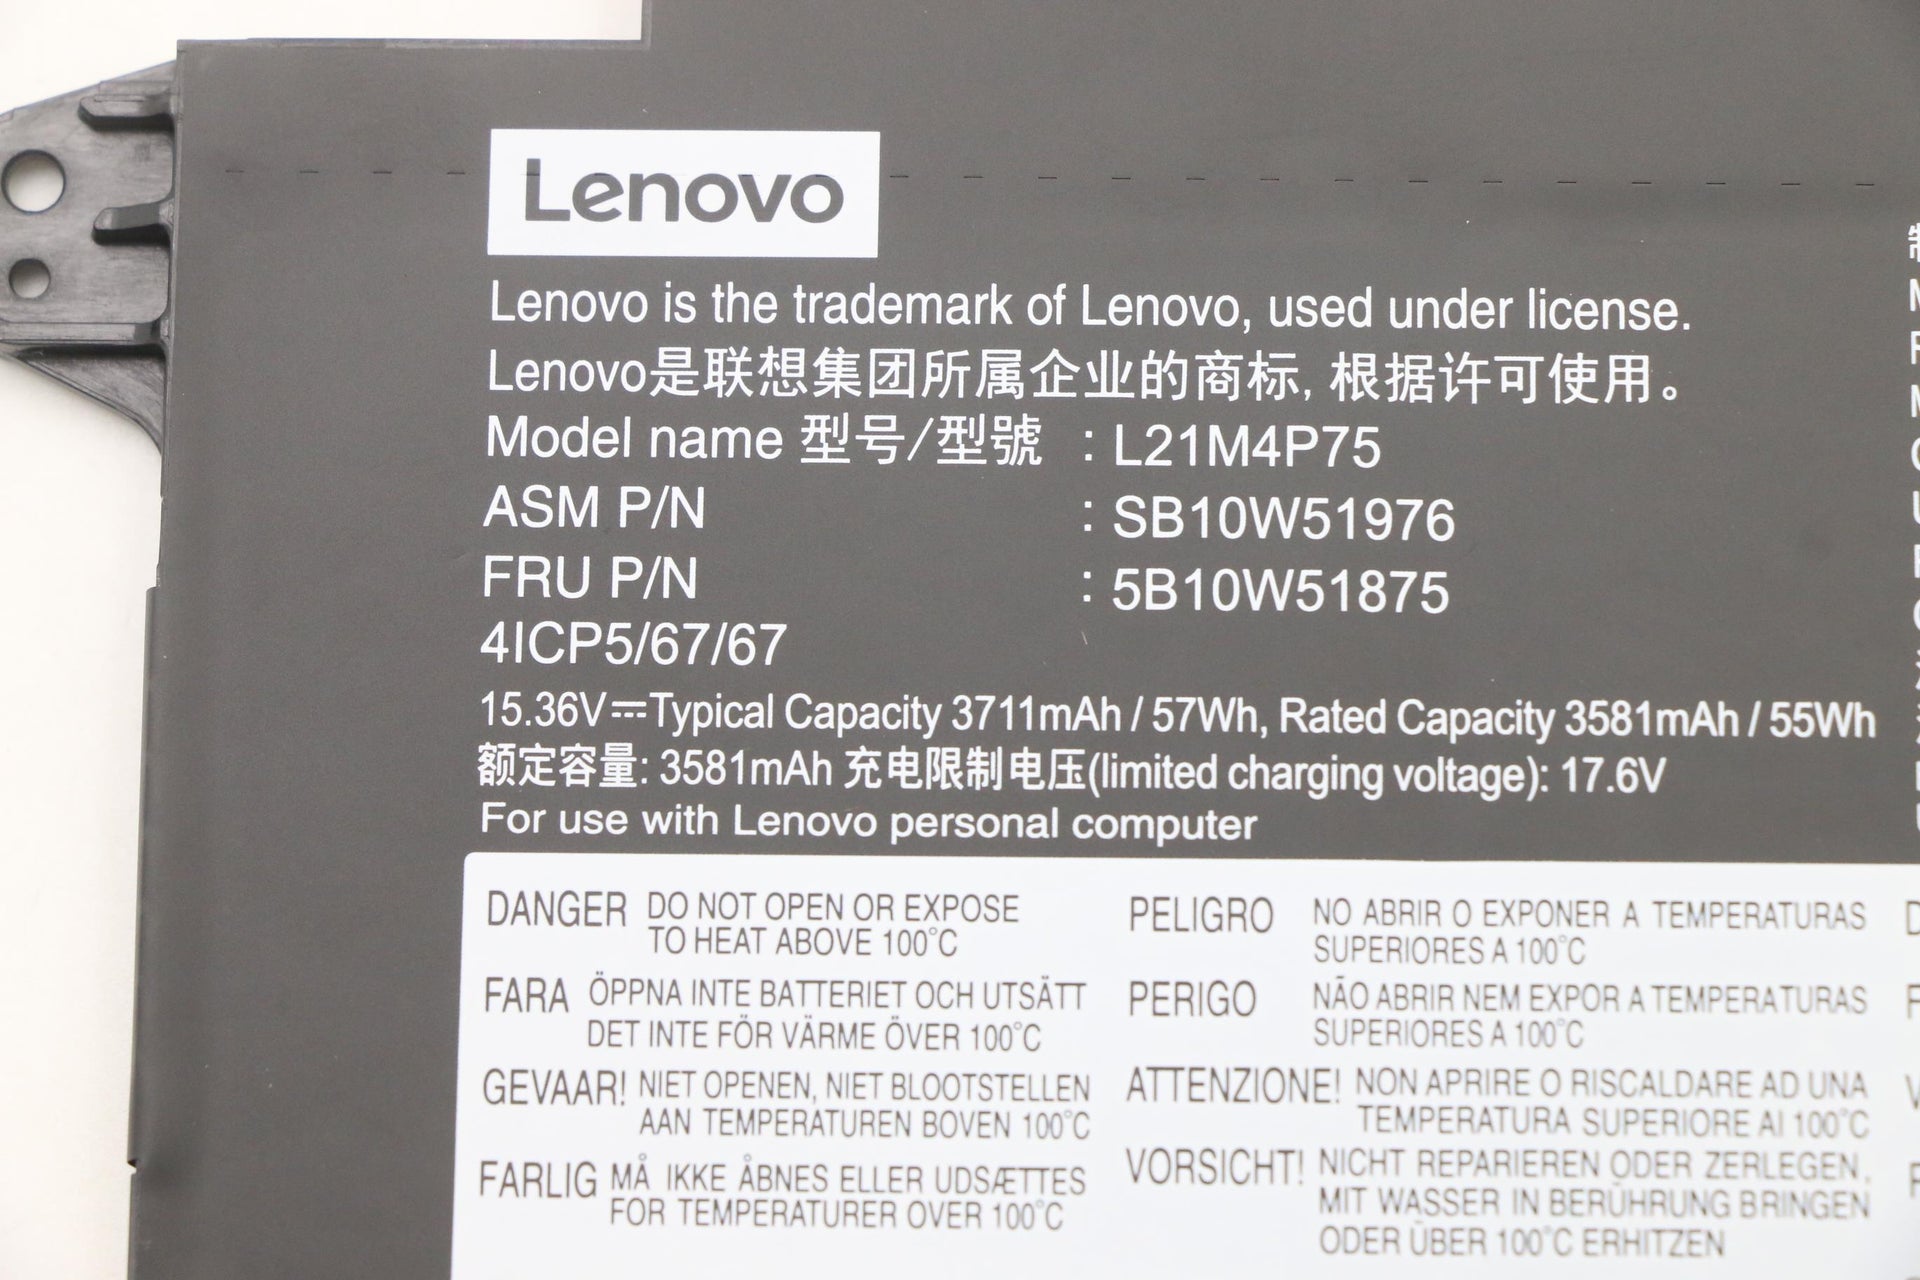 Lenovo
Lenovo is the trademark of Lenovo, used under license.
Lenovo是联想集团所属企业的商标, 根据许可使用。
Model name 型号/型號 : L21M4P75
ASM P/N : SB10W51976
FRU P/N : 5B10W51875
4ICP5/67/67
15.36V⎓Typical Capacity 3711mAh / 57Wh, Rated Capacity 3581mAh / 55Wh
额定容量: 3581mAh 充电限制电压(limited charging voltage): 17.6V
For use with Lenovo personal computer
DANGER DO NOT OPEN OR EXPOSE
TO HEAT ABOVE 100°C
FARA ÖPPNA INTE BATTERIET OCH UTSÄTT
DET INTE FÖR VÄRME ÖVER 100°C
GEVAAR! NIET OPENEN, NIET BLOOTSTELLEN
AAN TEMPERATUREN BOVEN 100°C
FARLIG MÅ IKKE ÅBNES ELLER UDSÆTTES
FOR TEMPERATURER OVER 100°C
PELIGRO NO ABRIR O EXPONER A TEMPERATURAS
SUPERIORES A 100°C
PERIGO NÃO ABRIR NEM EXPOR A TEMPERATURAS
SUPERIORES A 100°C
ATTENZIONE! NON APRIRE O RISCALDARE AD UNA
TEMPERATURA SUPERIORE AI 100°C
VORSICHT! NICHT REPARIEREN ODER ZERLEGEN,
MIT WASSER IN BERÜHRUNG BRINGEN
ODER ÜBER 100°C ERHITZEN